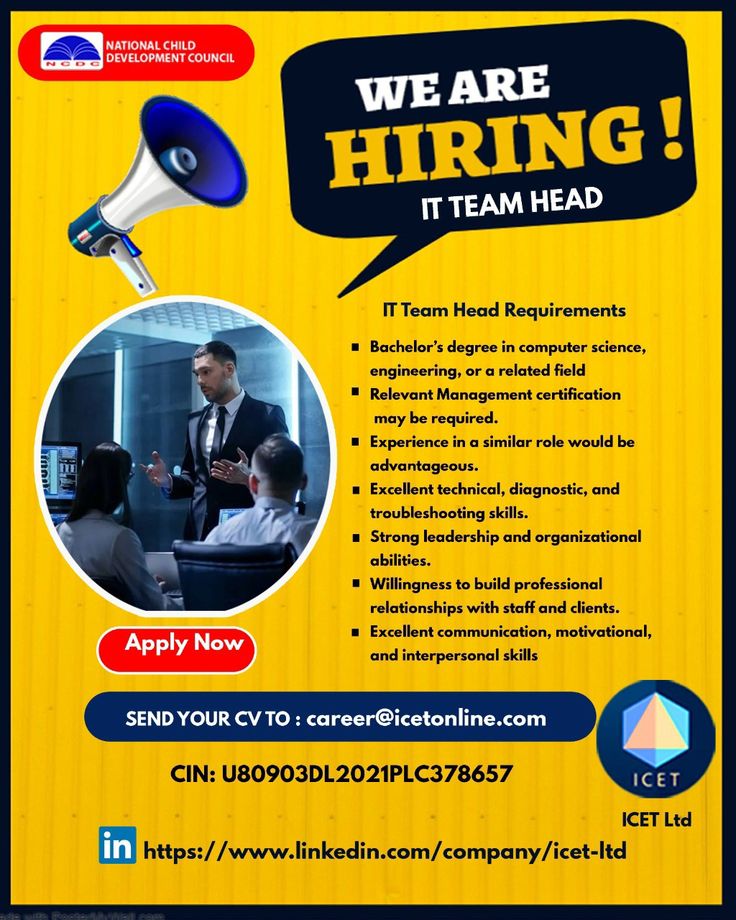 NATIONAL CHILD
DEVELOPMENT COUNCIL
NCDC
WE ARE
HIRING !
IT TEAM HEAD
IT Team Head Requirements
Bachelor's degree in computer science,
engineering, or a related field
Relevant Management certification
may be required.
Experience in a similar role would be
advantageous.
Excellent technical, diagnostic, and
troubleshooting skills.
Strong leadership and organizational
abilities.
Willingness to build professional
relationships with staff and clients.
Excellent communication, motivational,
and interpersonal skills
Apply Now
SEND YOUR CV TO : career@icetonline.com
CIN: U80903DL2021PLC378657
ICET
ICET Ltd
in https://www.linkedin.com/company/icet-ltd